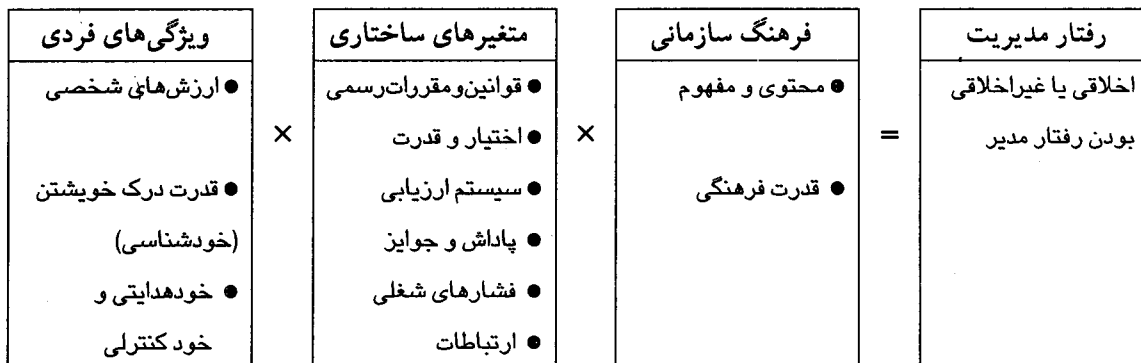 ویژگی‌های فردی
● ارزش‌های شخصی
● قدرت درک خویشتن
(خودشناسی)
● خودهدایتی و
خود کنترلی
×
متغیرهای ساختاری
● قوانین‌ومقررات‌رسمی
● اختیار و قدرت
● سیستم ارزیابی
● پاداش و جوایز
● فشارهای شغلی
● ارتباطات
×
فرهنگ سازمانی
● محتوی و مفهوم
● قدرت فرهنگی
=
رفتار مدیریت
اخلاقی یا غیراخلاقی
بودن رفتار مدیر